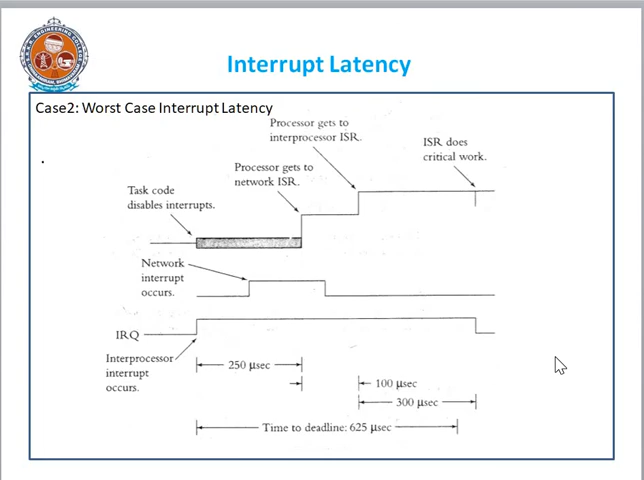 Interrupt Latency
Case2: Worst Case Interrupt Latency
Processor gets to
interprocessor ISR.
ISR does
critical work.
Processor gets to
network ISR.
Task code
disables interrupts.
Network
interrupt
occurs.
IRQ
Interprocessor
interrupt
occurs.
250 µsec
100 µsec
300 µsec
Time to deadline: 625 µsec